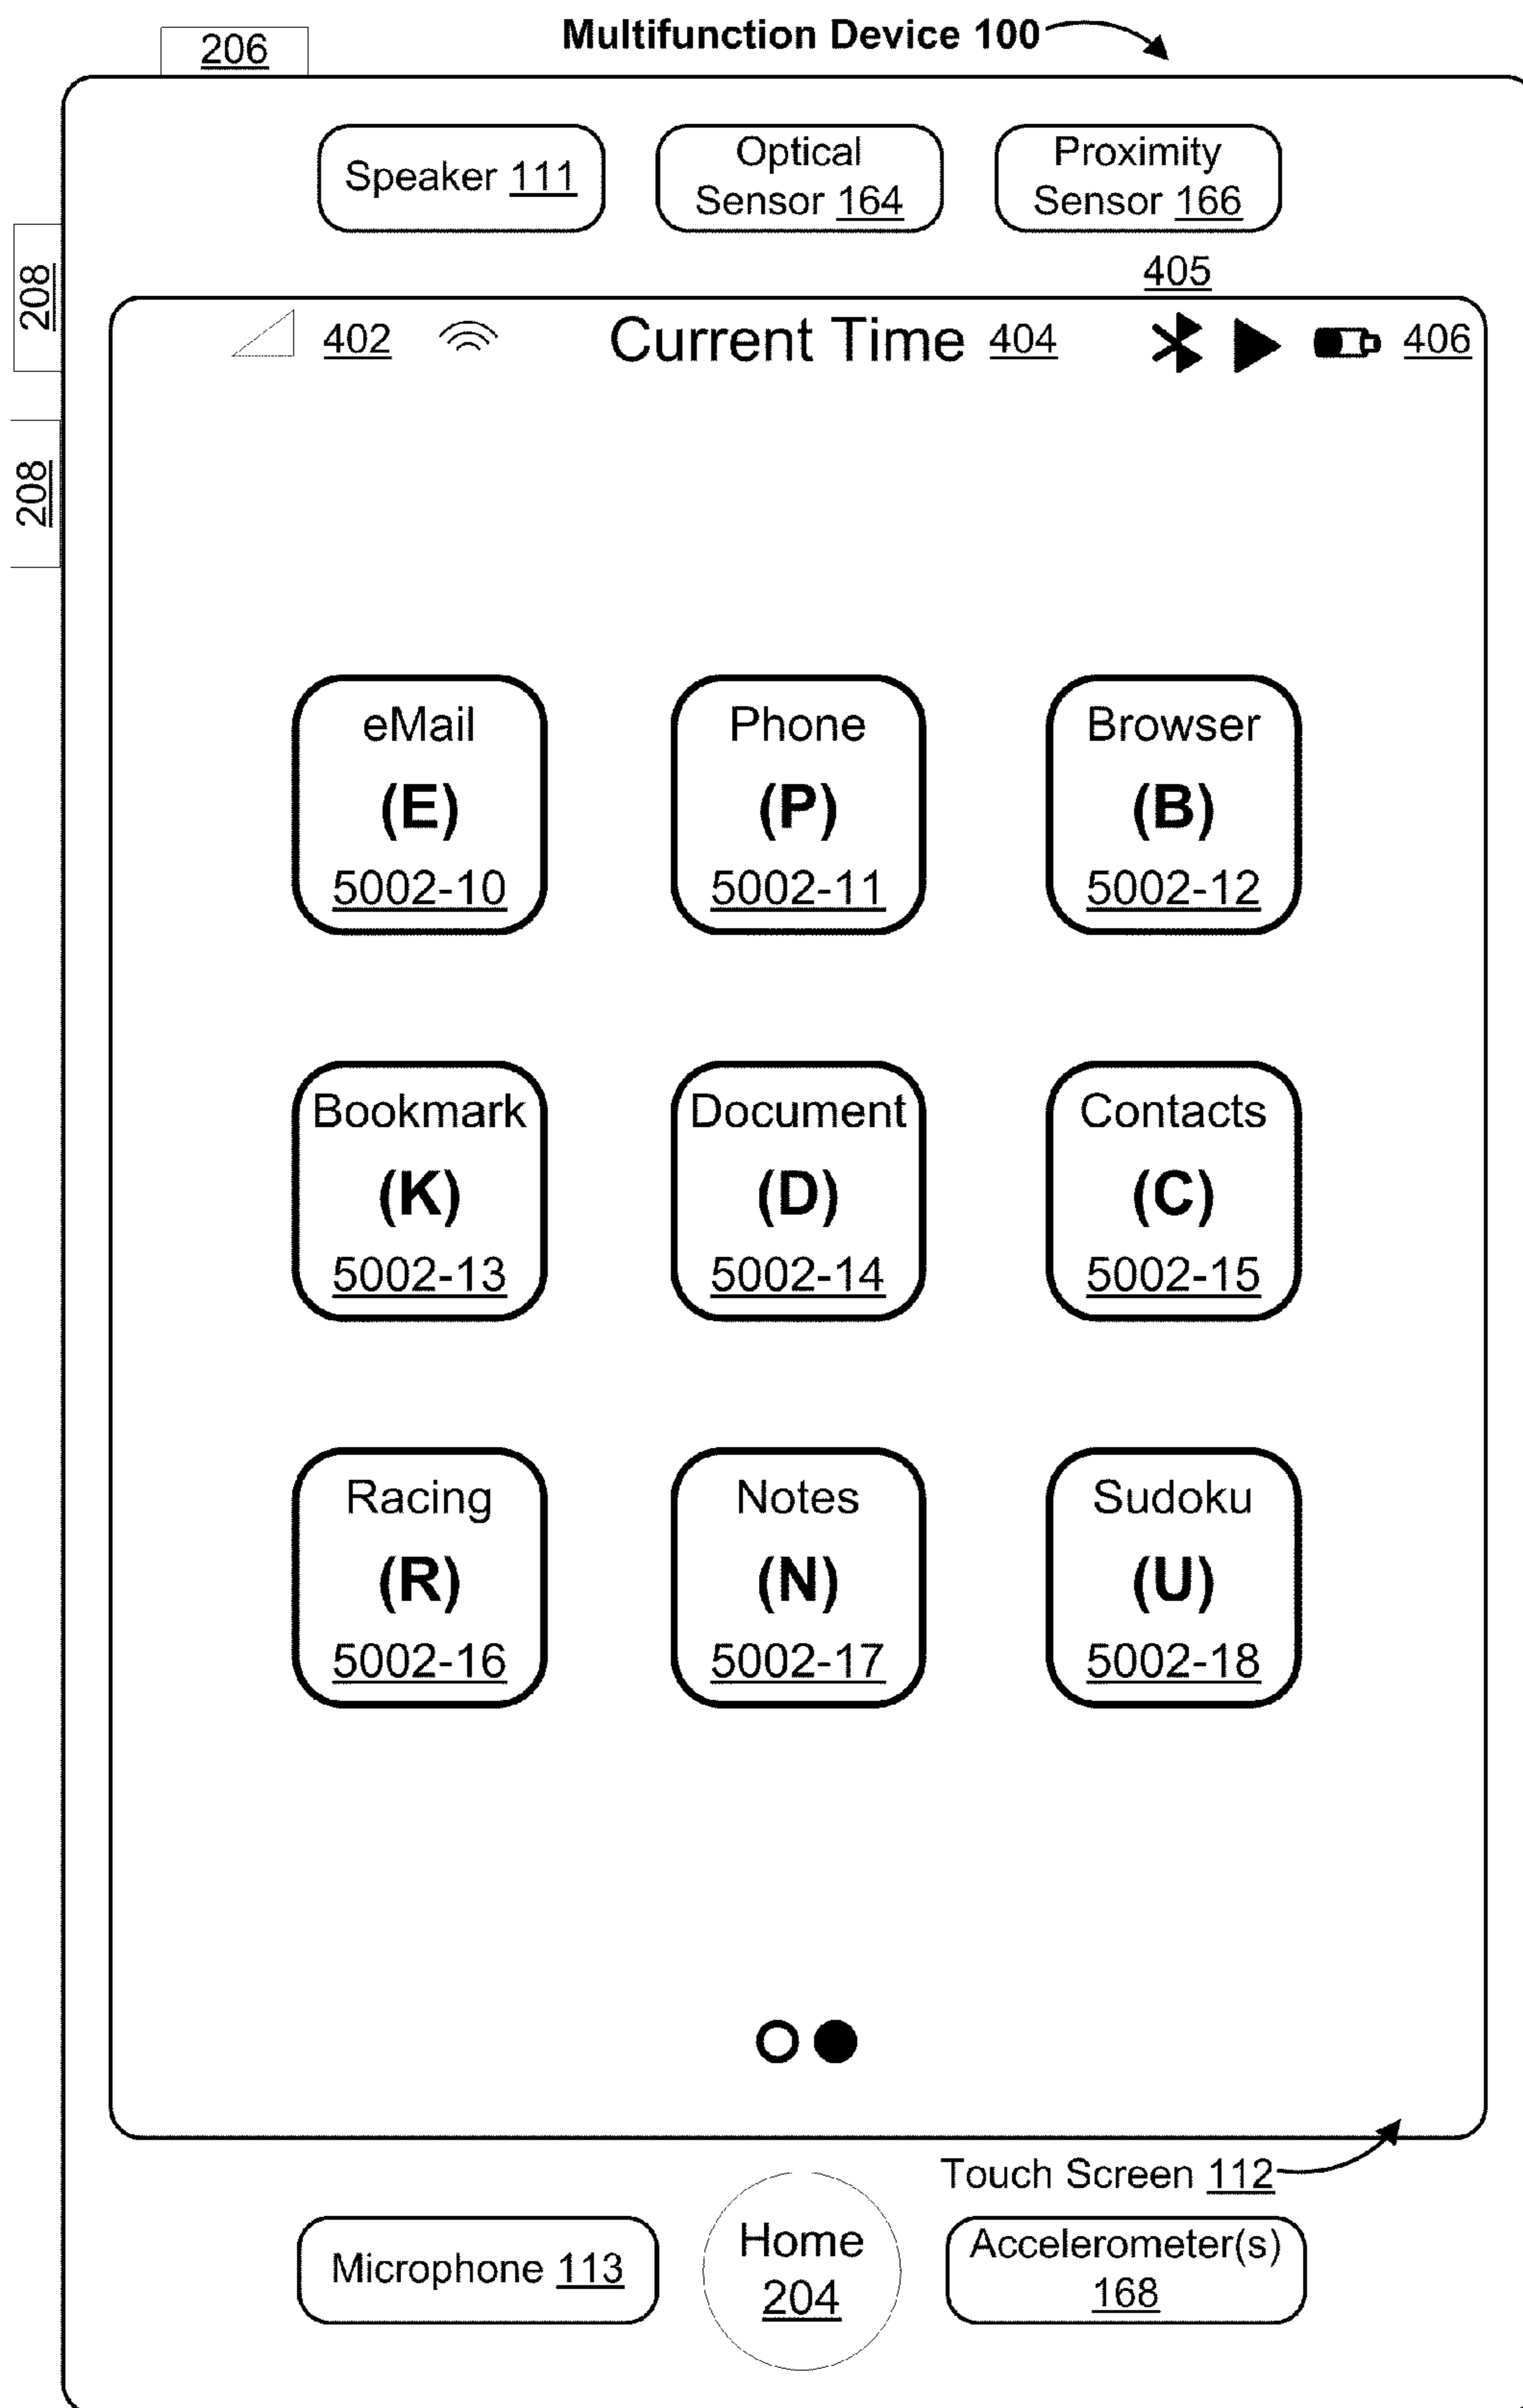 Multifunction Device 100
206
Speaker 111
Optical
Sensor 164
Proximity
Sensor 166
208
405
402
Current Time 404
406
208
eMail
(E)
5002-10
Phone
(P)
5002-11
Browser
(B)
5002-12
Bookmark
(K)
5002-13
Document
(D)
5002-14
Contacts
(C)
5002-15
Racing
(R)
5002-16
Notes
(N)
5002-17
Sudoku
(U)
5002-18
Touch Screen 112
Microphone 113
Home
204
Accelerometer(s)
168